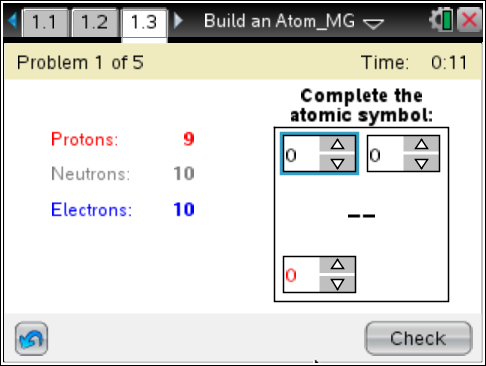 1.1 1.2 1.3 Build an Atom_MG
Problem 1 of 5 Time: 0:11
Complete the
atomic symbol:
Protons: 9
Neutrons: 10
Electrons: 10
0 0
--
0
Check